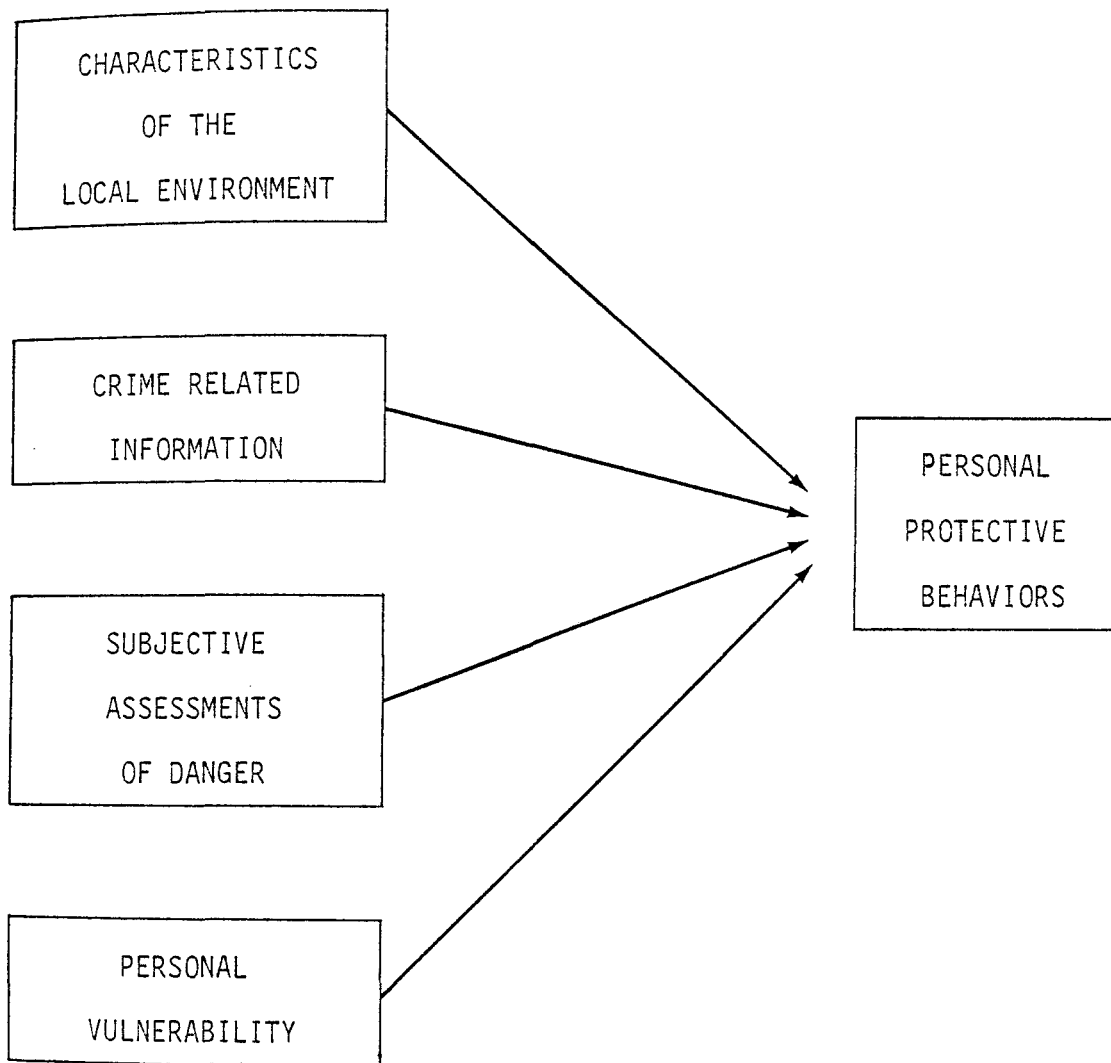 CHARACTERISTICS
OF THE
LOCAL ENVIRONMENT
CRIME RELATED
INFORMATION
SUBJECTIVE
ASSESSMENTS
OF DANGER
PERSONAL
VULNERABILITY
PERSONAL
PROTECTIVE
BEHAVIORS